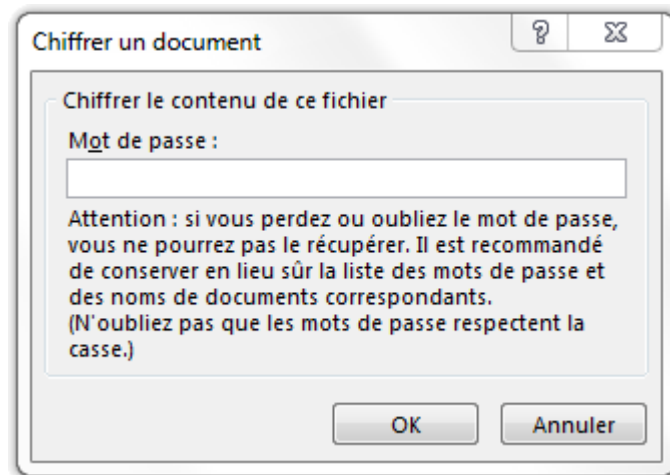 Chiffrer un document
Chiffrer le contenu de ce fichier
Mot de passe :
Attention : si vous perdez ou oubliez le mot de passe,
vous ne pourrez pas le récupérer. Il est recommandé
de conserver en lieu sûr la liste des mots de passe et
des noms de documents correspondants.
(N'oubliez pas que les mots de passe respectent la
casse.)
OK
Annuler